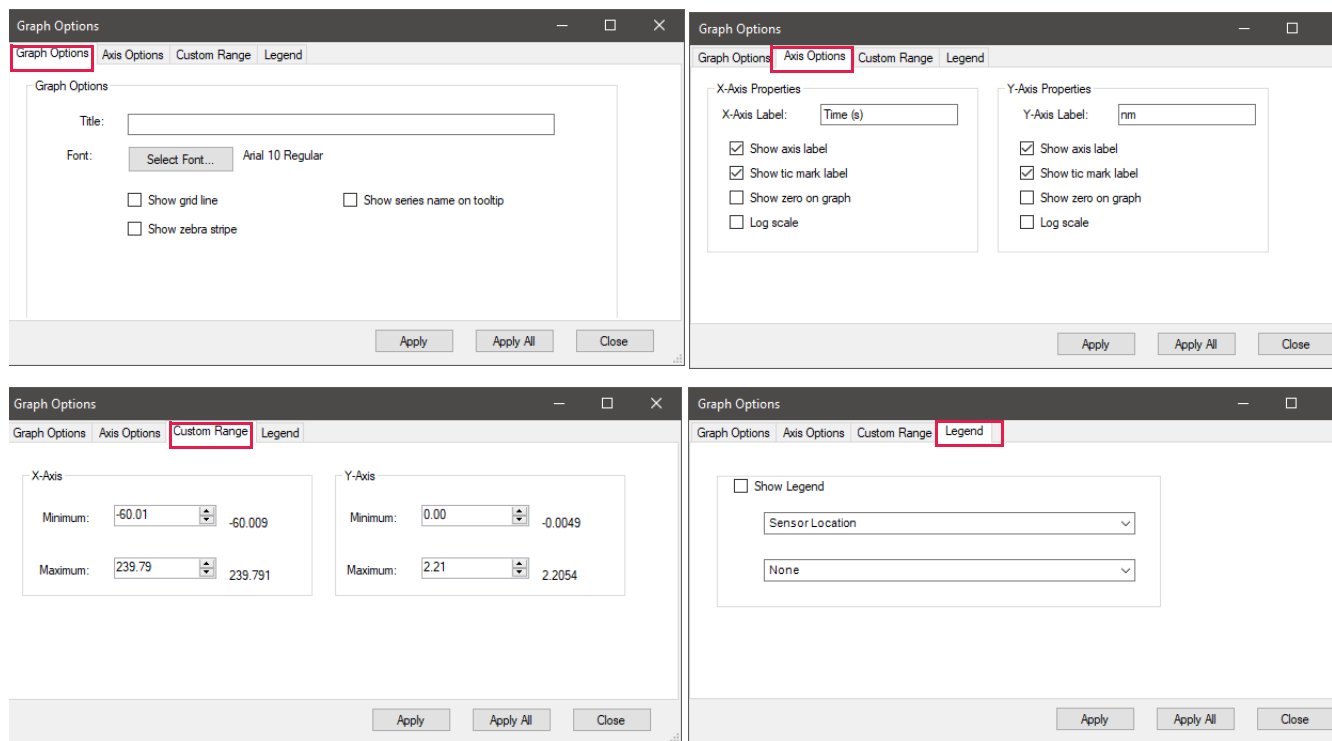 Graph Options
Graph Options Axis Options Custom Range Legend
Graph Options
Title:
Font: Select Font... Arial 10 Regular
Show grid line Show series name on tooltip
Show zebra stripe
Apply Apply All Close
Graph Options
Graph Options Axis Options Custom Range Legend
X-Axis Properties
X-Axis Label: Time (s)
Show axis label
Show tic mark label
Show zero on graph
Log scale
Y-Axis Properties
Y-Axis Label: nm
Show axis label
Show tic mark label
Show zero on graph
Log scale
Apply Apply All Close
Graph Options
Graph Options Axis Options Custom Range Legend
X-Axis
Minimum: -60.01 -60.009
Maximum: 239.79 239.791
Y-Axis
Minimum: 0.00 -0.0049
Maximum: 2.21 2.2054
Apply Apply All Close
Graph Options
Graph Options Axis Options Custom Range Legend
Show Legend
Sensor Location
None
Apply Apply All Close